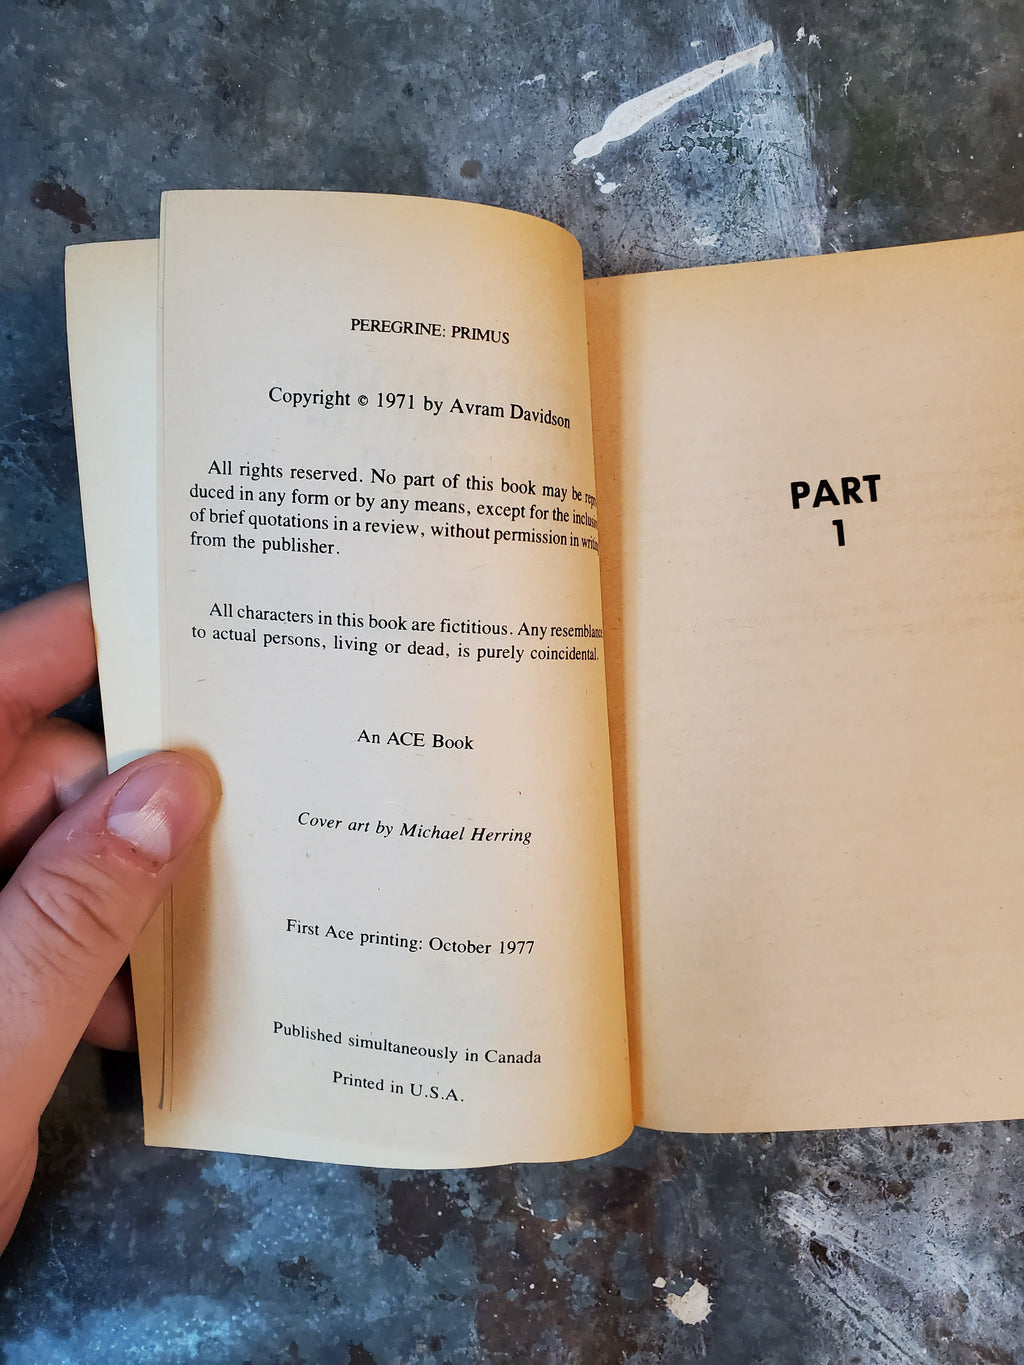 PEREGRINE: PRIMUS
Copyright © 1971 by Avram Davidson
All rights reserved. No part of this book may be
duced in any form or by any means, except for the
of brief quotations in a review, without permission in
from the publisher.
All characters in this book are fictitious. Any
to actual persons, living or dead, is purely coincidental.
An ACE Book
Cover art by Michael Herring
First Ace printing: October 1977
Published simultaneously in Canada
Printed in U.S.A.
PART
1